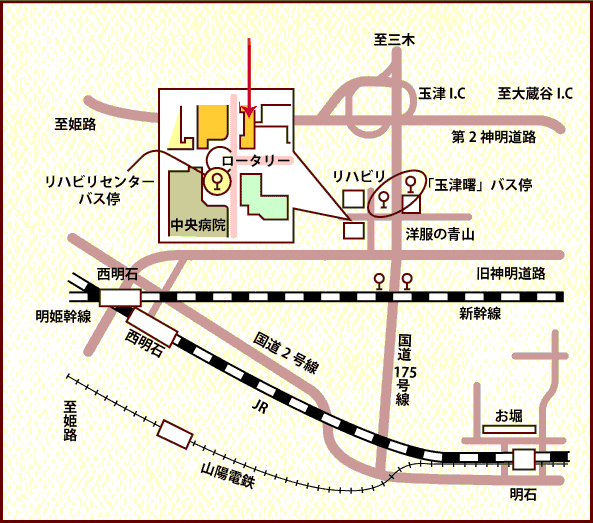 至三木
玉津 I.C
至大蔵谷 I.C
至姫路
第2神明道路
ロータリー
リハビリセンター
バス停
中央病院
リハビリ
「玉津曙」バス停
洋服の青山
西明石
旧神明道路
明姫幹線
新幹線
西明石
国道2号線
国道
175
号線
JR
至姫路
お堀
山陽電鉄
明石